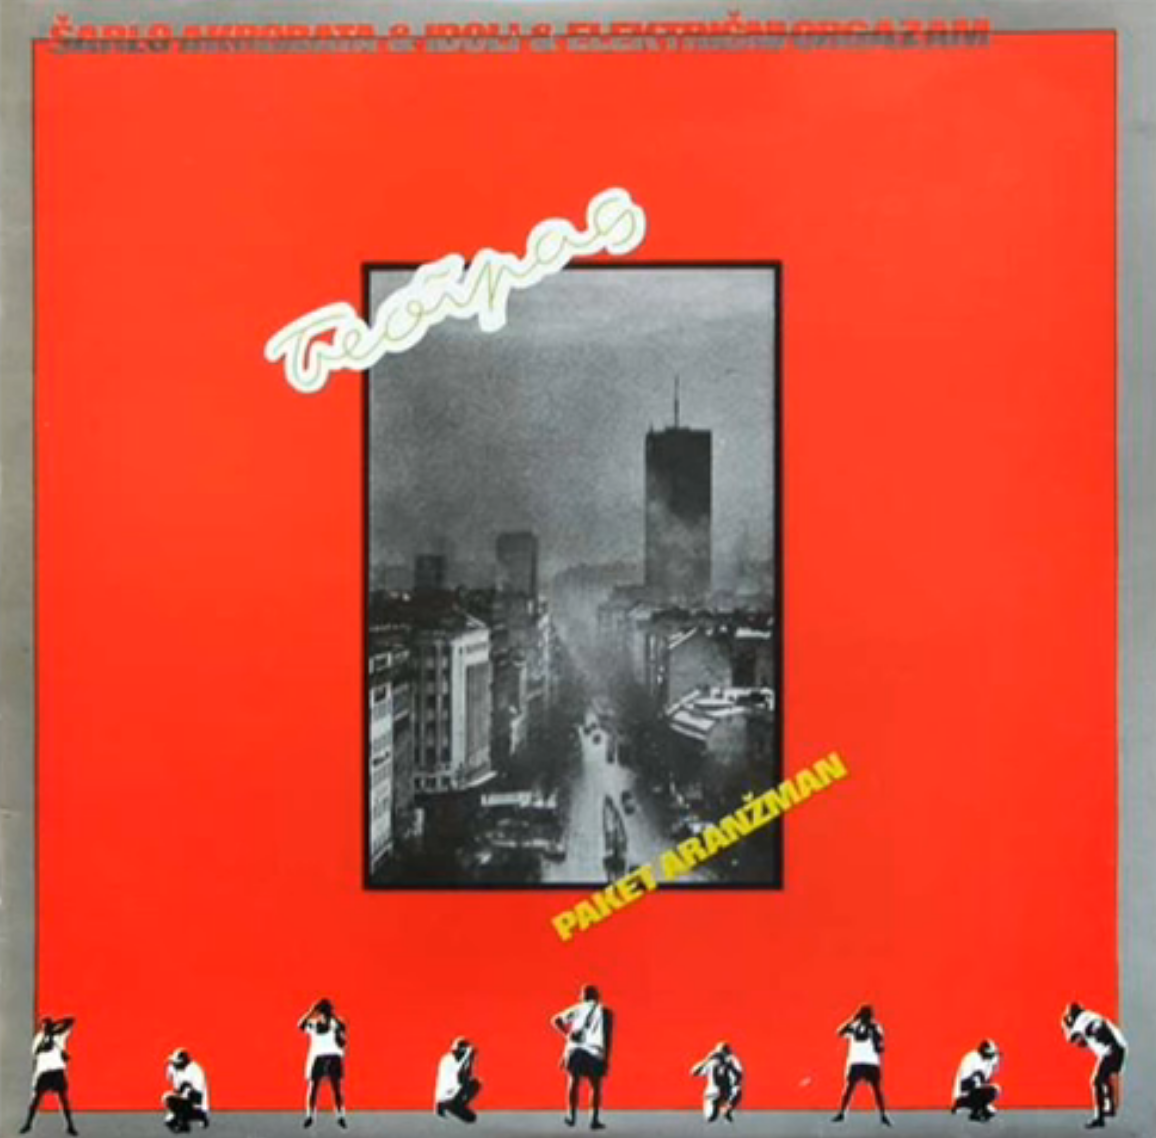 ŠARLO AKROBATA & IDOLI & ELEKTRIČNI ORGAZAM
Београд
PAKET ARANŽMAN